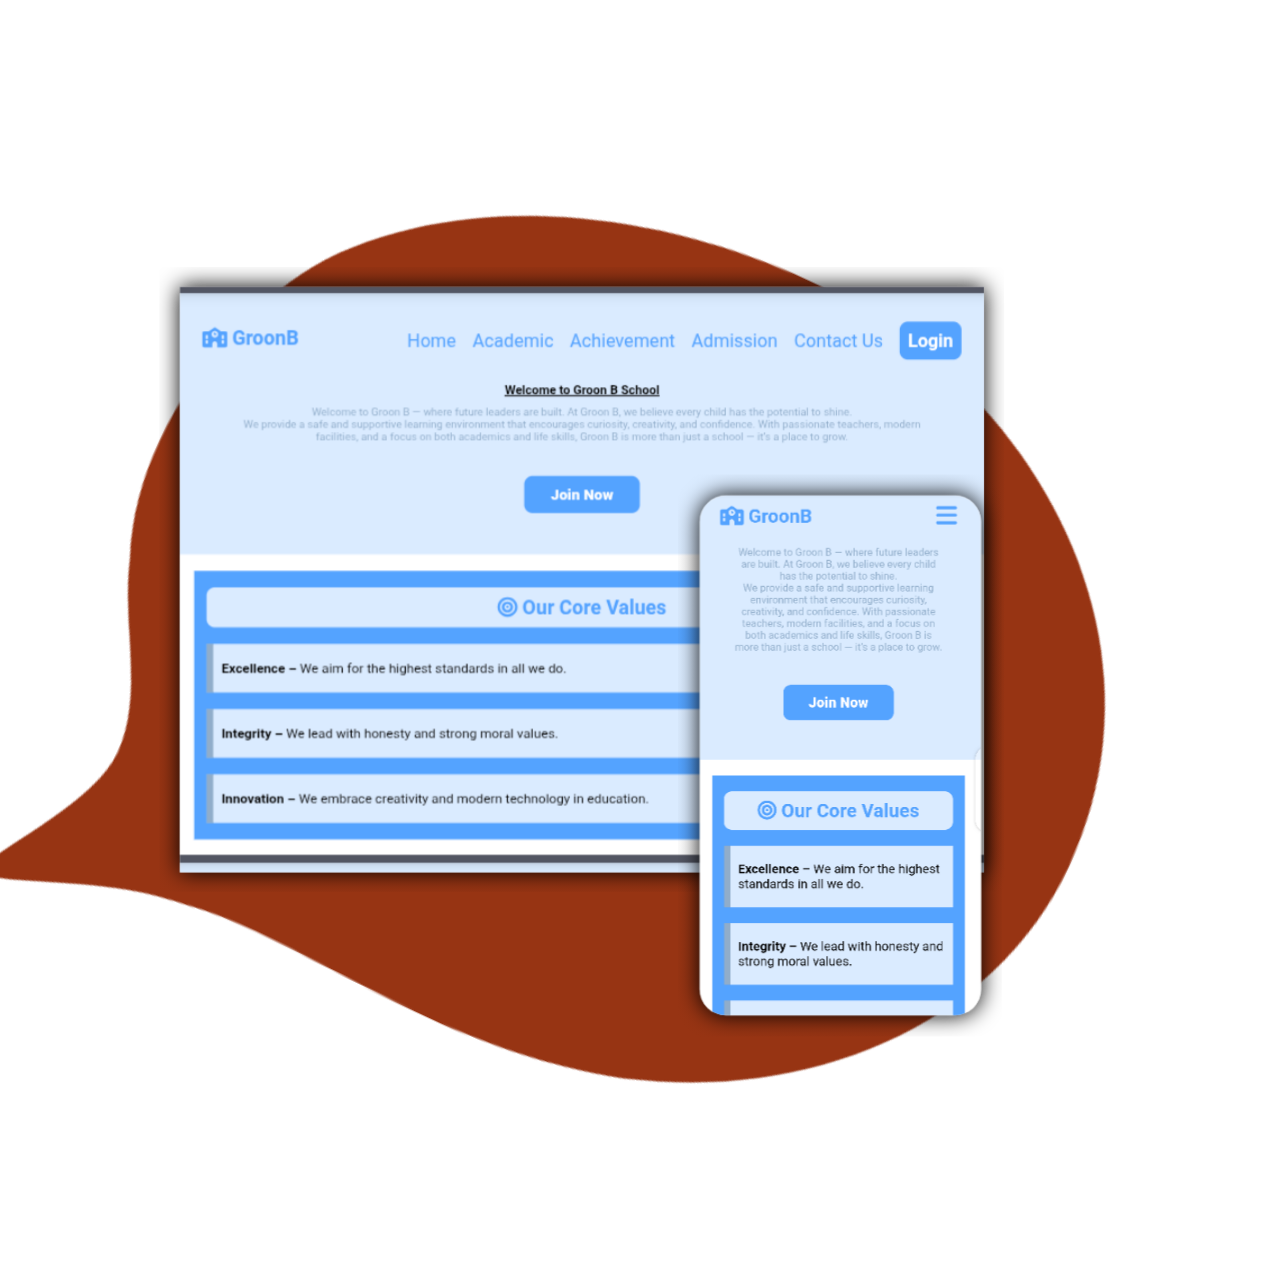 GroonB
Home Academic Achievement Admission Contact Us Login
Welcome to Groon B School
Welcome to Groon B — where future leaders are built. At Groon B, we believe every child has the potential to shine.
We provide a safe and supportive learning environment that encourages curiosity, creativity, and confidence. With passionate teachers, modern
facilities, and a focus on both academics and life skills, Groon B is more than just a school — it's a place to grow.
Join Now
Our Core Values
Excellence – We aim for the highest standards in all we do.
Integrity – We lead with honesty and strong moral values.
Innovation – We embrace creativity and modern technology in education.
GroonB
Welcome to Groon B — where future leaders
are built. At Groon B, we believe every child
has the potential to shine.
We provide a safe and supportive learning
environment that encourages curiosity,
creativity, and confidence. With passionate
teachers, modern facilities, and a focus on
both academics and life skills, Groon B is
more than just a school — it's a place to grow.
Join Now
Our Core Values
Excellence – We aim for the highest
standards in all we do.
Integrity – We lead with honesty and
strong moral values.